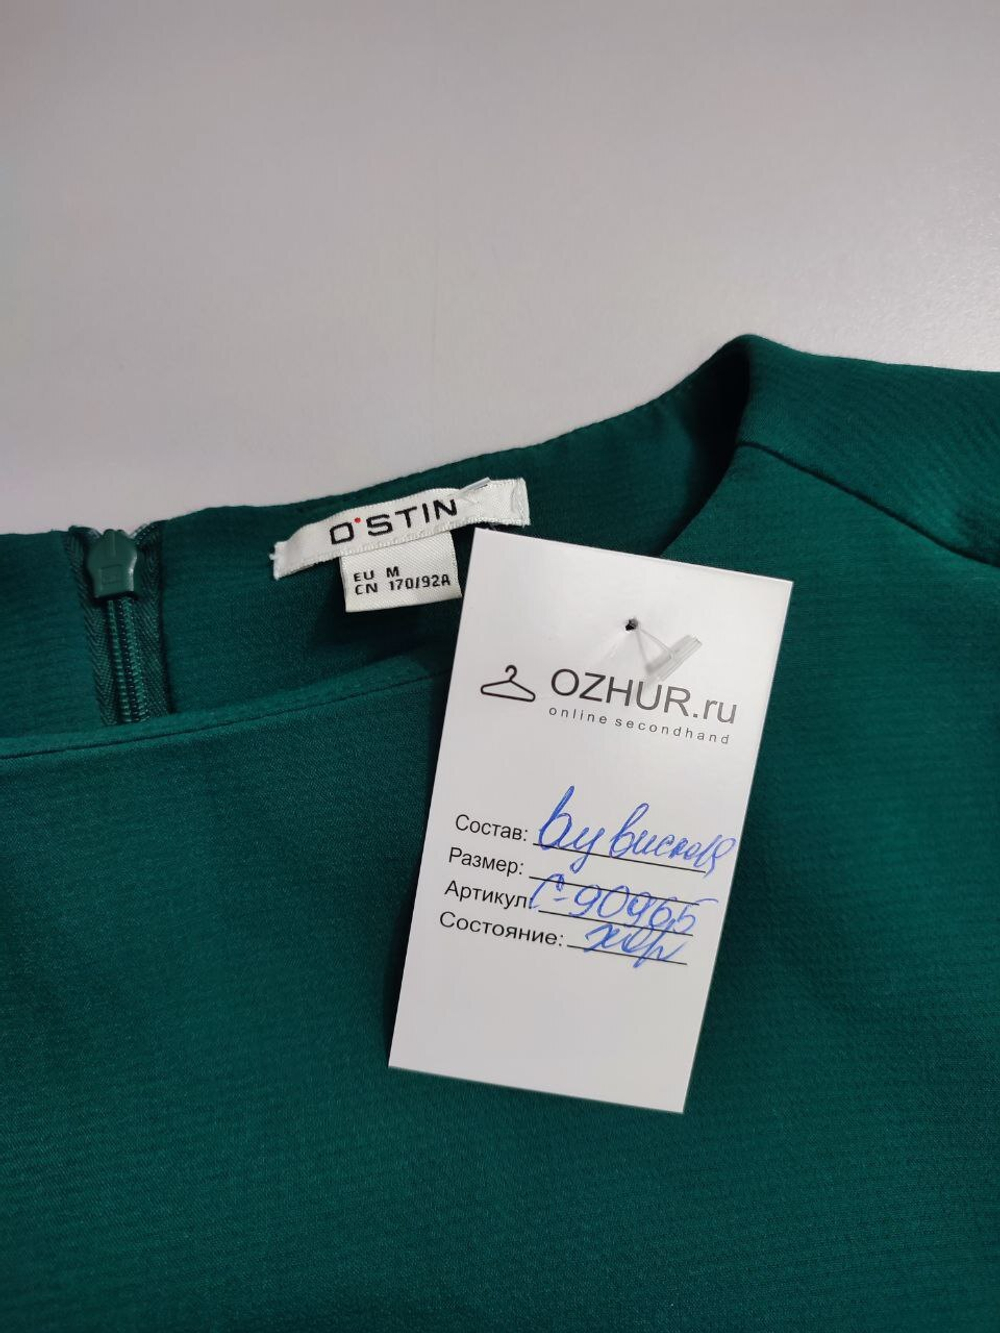 O'STIN
EU M
CN 170/92A
OZHUR.ru
online secondhand
Состав: б/у вискоза
Размер:
Артикул: С-90965
Состояние: хор